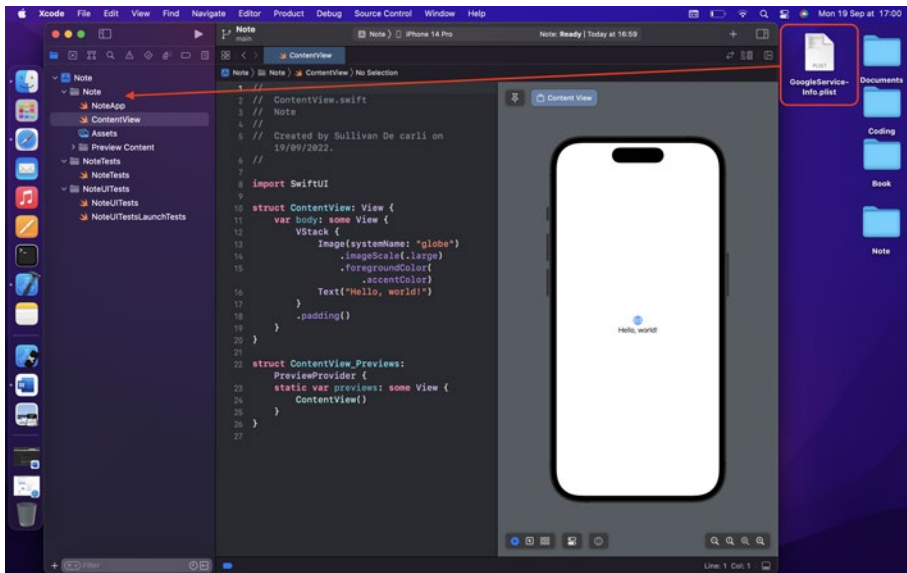 Xcode File Edit View Find Navigate Editor Product Debug Source Control Window Help
Mon 19 Sep at 17:00
Note
main
Note 〉 iPhone 14 Pro
Note: Ready | Today at 16:59
ContentView
Note 〉 Note 〉 ContentView 〉 No Selection
Note
Note
NoteApp
ContentView
Assets
Preview Content
NoteTests
NoteTests
NoteUITests
NoteUITests
NoteUITestsLaunchTests
Filter
1 //
2 // ContentView.swift
3 // Note
4 //
5 // Created by Sullivan De carli on
19/09/2022.
6 //
7
8 import SwiftUI
9
10 struct ContentView: View {
11 var body: some View {
12 VStack {
13 Image(systemName: "globe")
14 .imageScale(.large)
15 .foregroundColor(
.accentColor)
16 Text("Hello, world!")
17 }
18 .padding()
19 }
20 }
21
22 struct ContentView_Previews:
PreviewProvider {
23 static var previews: some View {
24 ContentView()
25 }
26 }
27
Content View
Hello, world!
Line: 1 Col: 1
PLIST
GoogleService-
Info.plist
Documents
Coding
Book
Note